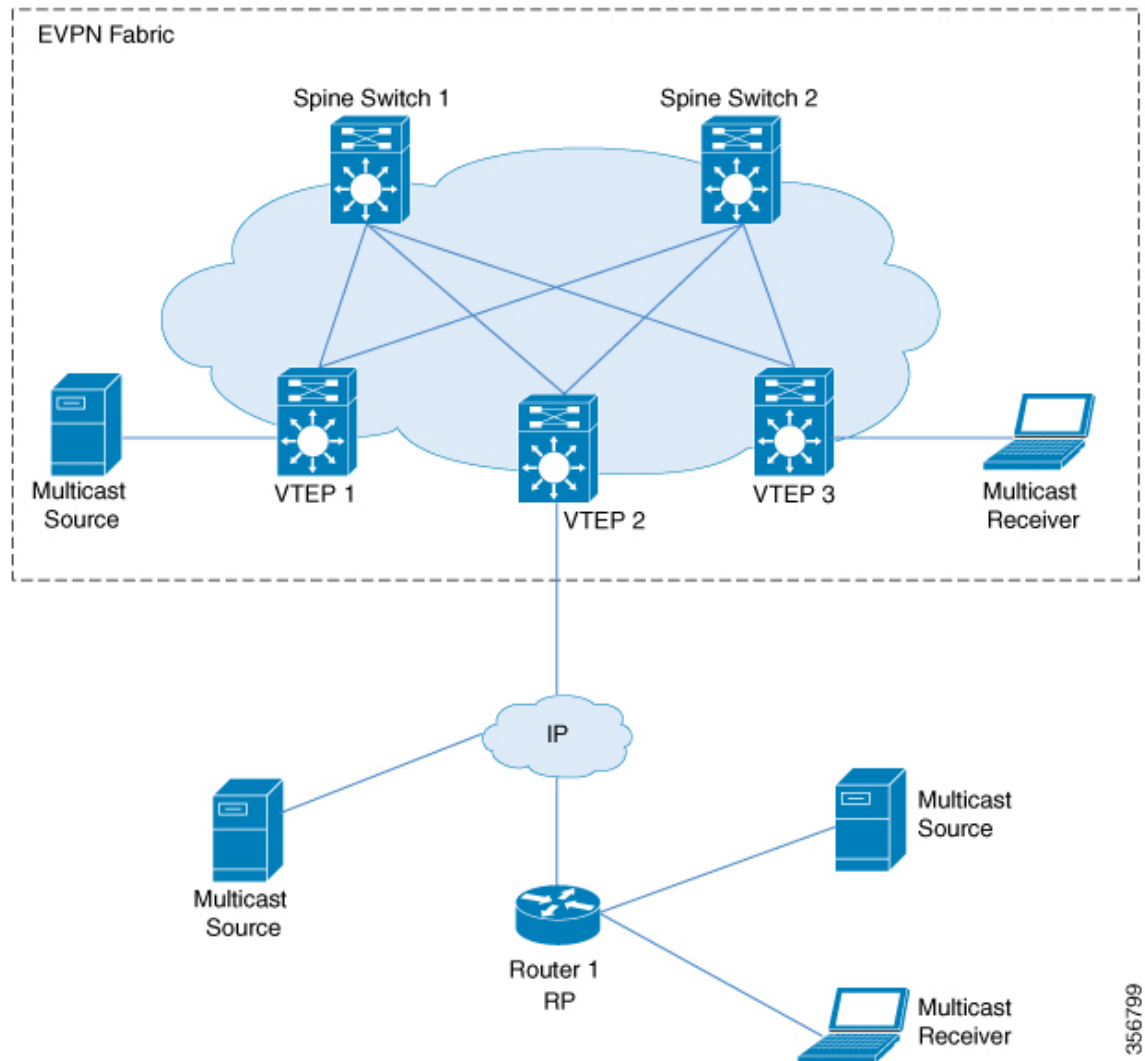 EVPN Fabric
Spine Switch 1
Spine Switch 2
Multicast
Source
VTEP 1
VTEP 2
VTEP 3
Multicast
Receiver
IP
Multicast
Source
Multicast
Source
Router 1
RP
Multicast
Receiver
356799